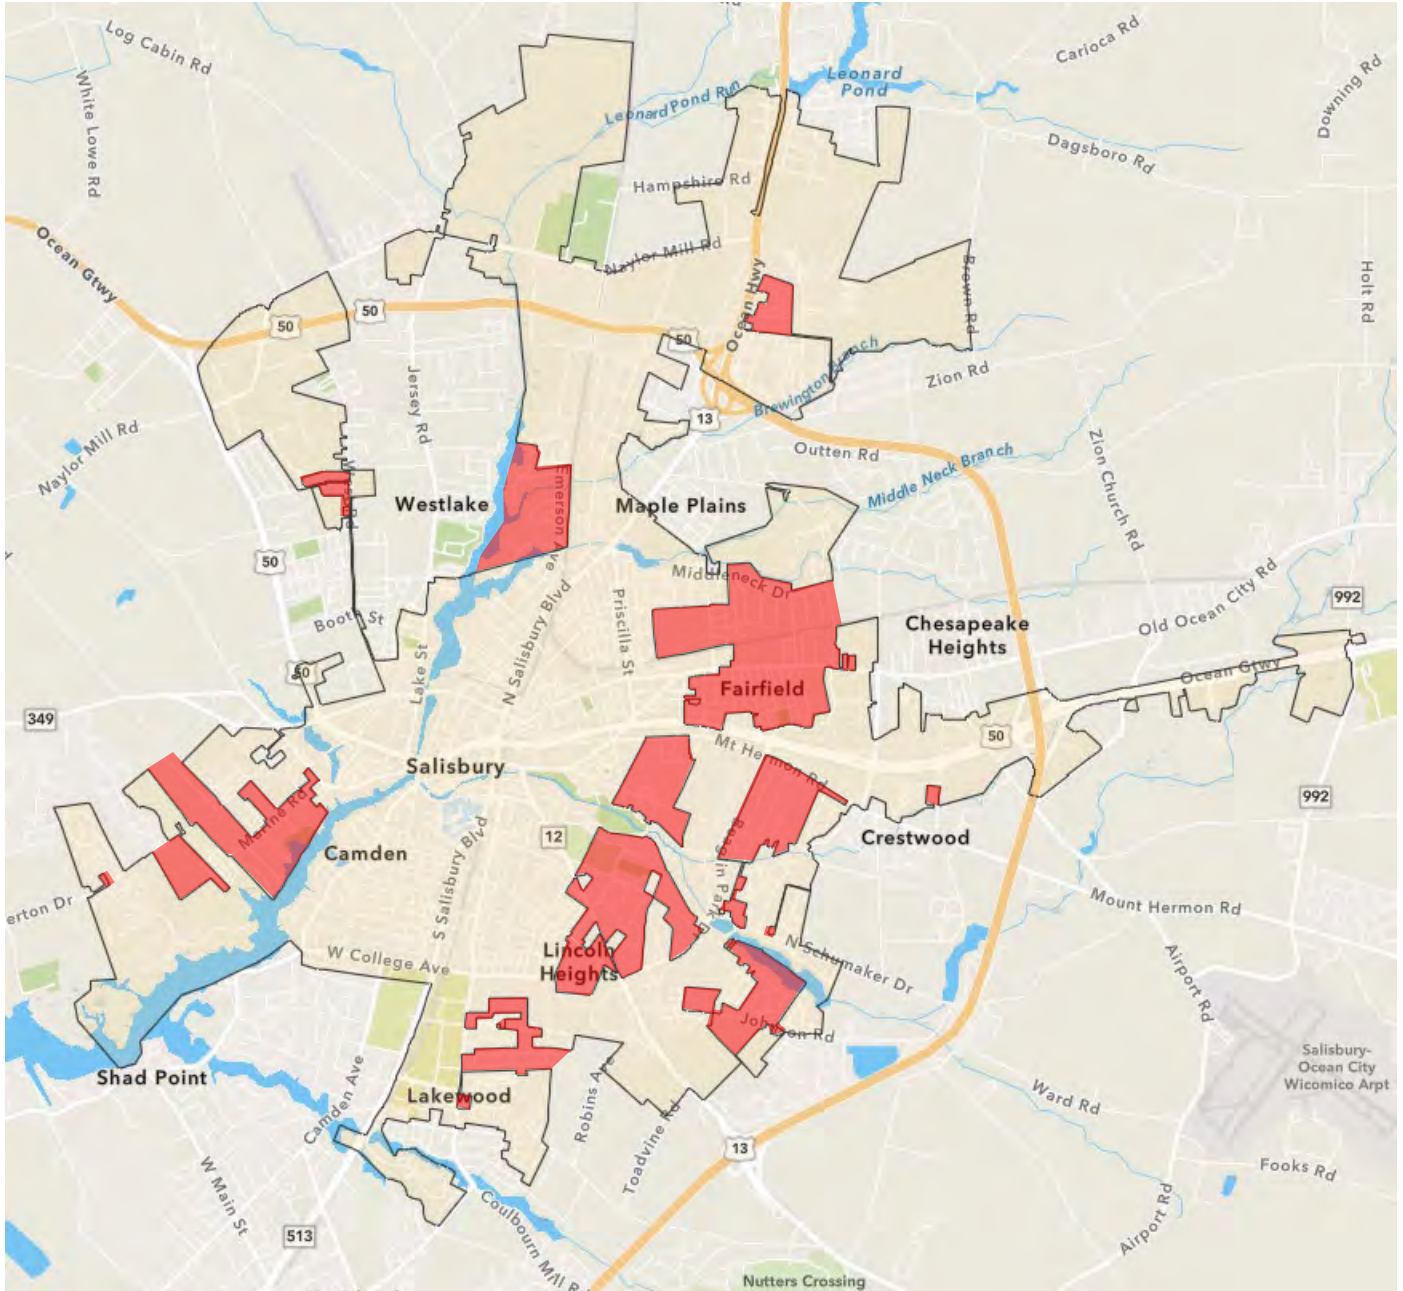 Log Cabin Rd
White Lowe Rd
Carioca Rd
Downing Rd
Leonard
Pond
Leonard Pond Run
Dagsboro Rd
Hampshire Rd
Naylor Mill Rd
Ocean Gtwy
Ocean Hwy
Brown Rd
Holt Rd
50
50
50
Jersey Rd
Brewington Branch
Zion Rd
13
Naylor Mill Rd
Outten Rd
Middle Neck Branch
Zion Church Rd
Westlake
Emerson Ave
Maple Plains
50
Middleneck Dr
Booth St
Priscilla St
N Salisbury Blvd
Chesapeake
Heights
Old Ocean City Rd
992
Lake St
50
Ocean Gtwy
Fairfield
349
50
Mt Hermon Rd
Salisbury
992
Marine Rd
12
Crestwood
Camden
S Salisbury Blvd
Mount Hermon Rd
erton Dr
W College Ave
Lincoln
Heights
N Schumaker Dr
Airport Rd
Johnson Rd
Salisbury-
Ocean City
Wicomico Arpt
Shad Point
Lakewood
Camden Ave
Robins Ave
Toadvine Rd
Ward Rd
13
Fooks Rd
W Main St
Coulbourn Mill R
Airport Rd
513
Nutters Crossing